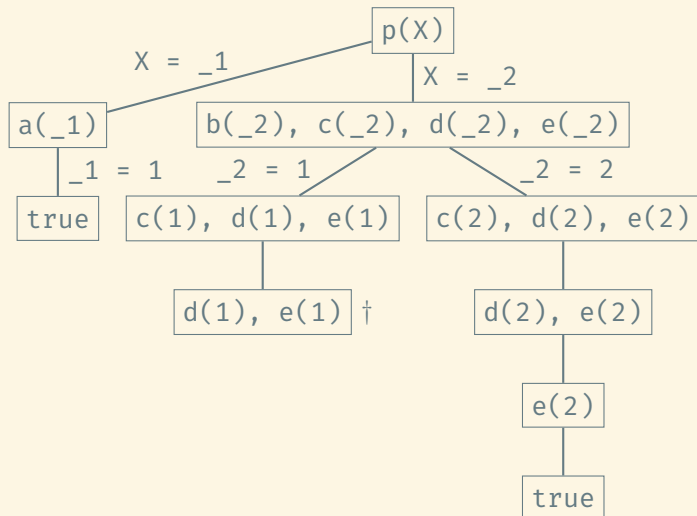 p(X)
X = _1
X = _2
a(_1)
b(_2), c(_2), d(_2), e(_2)
_1 = 1
_2 = 1
_2 = 2
true
c(1), d(1), e(1)
c(2), d(2), e(2)
d(1), e(1) †
d(2), e(2)
e(2)
true